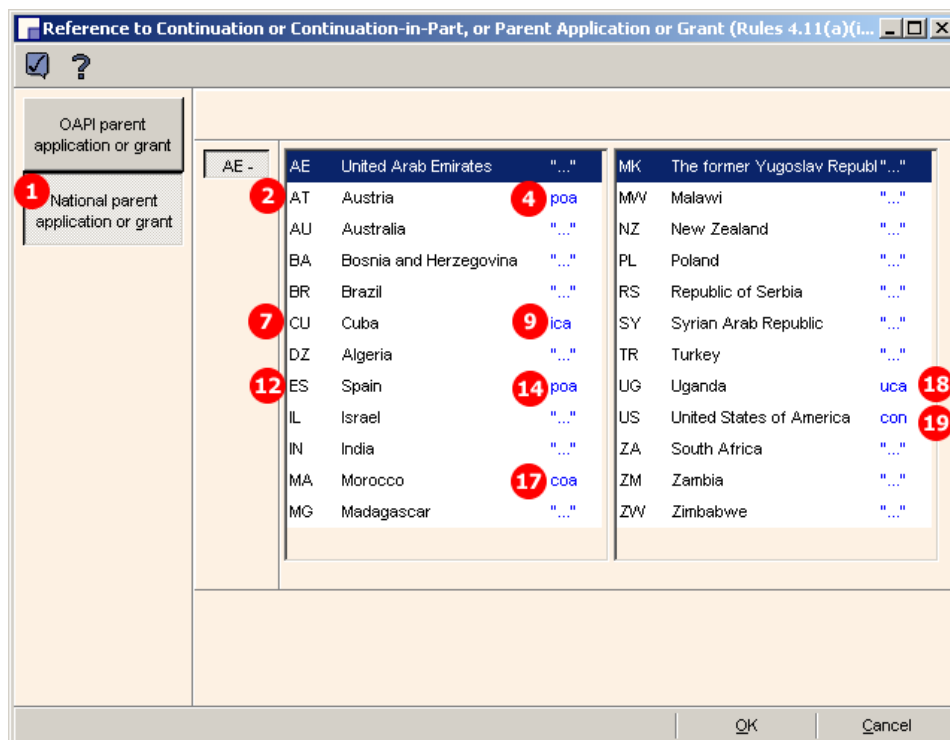 Reference to Continuation or Continuation-in-Part, or Parent Application or Grant (Rules 4.11(a)(i...
?
OAPI parent
application or grant
1
National parent
application or grant
AE -
AE United Arab Emirates "..."
2 AT Austria 4 poa
AU Australia "..."
BA Bosnia and Herzegovina "..."
BR Brazil "..."
7 CU Cuba 9 ica
DZ Algeria "..."
12 ES Spain 14 poa
IL Israel "..."
IN India "..."
MA Morocco 17 coa
MG Madagascar "..."
MK The former Yugoslav Republ "..."
MW Malawi "..."
NZ New Zealand "..."
PL Poland "..."
RS Republic of Serbia "..."
SY Syrian Arab Republic "..."
TR Turkey "..."
UG Uganda uca 18
US United States of America con 19
ZA South Africa "..."
ZM Zambia "..."
ZW Zimbabwe "..."
OK Cancel